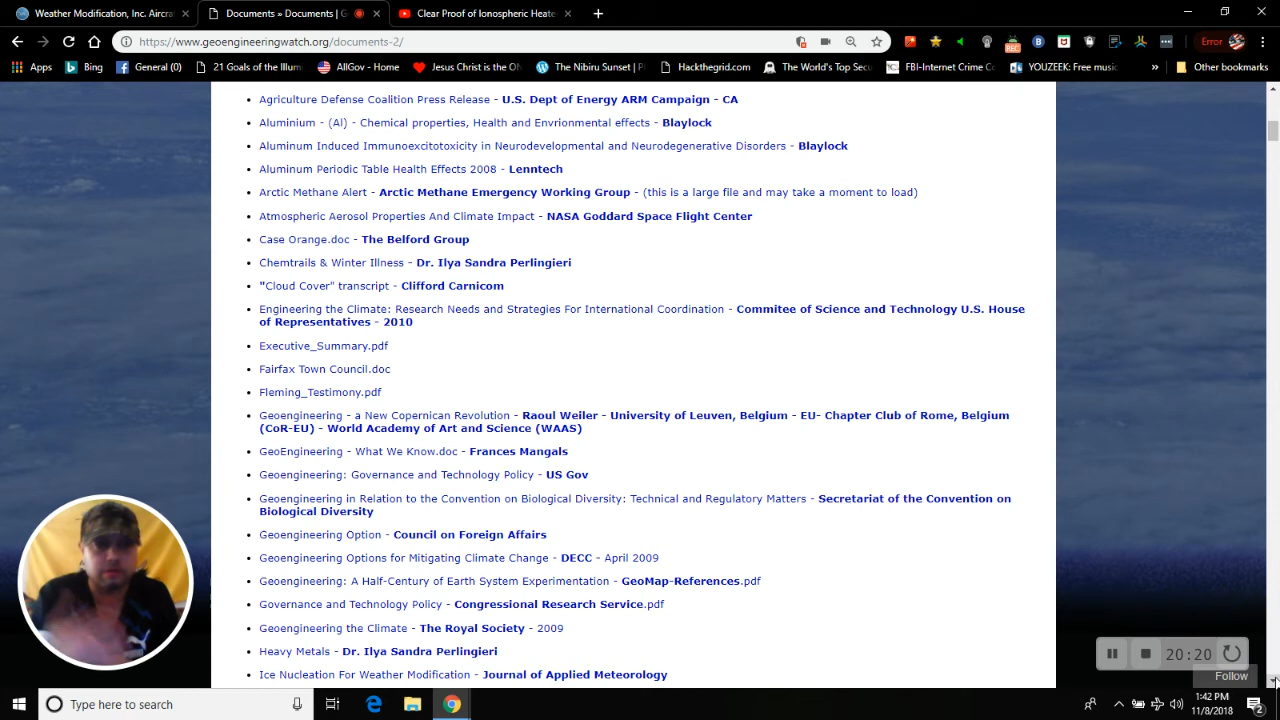 Weather Modification, Inc. Aircra
Documents » Documents | G
Clear Proof of Ionospheric Heate
https://www.geoengineeringwatch.org/documents-2/
Error
Apps
Bing
General (0)
21 Goals of the Illum
AllGov - Home
Jesus Christ is the ON
The Nibiru Sunset | P
Hackthegrid.com
The World's Top Secu
FBI-Internet Crime C
YOUZEEK: Free music
»
Other bookmarks
Agriculture Defense Coalition Press Release - U.S. Dept of Energy ARM Campaign - CA
Aluminium - (Al) - Chemical properties, Health and Envrionmental effects - Blaylock
Aluminum Induced Immunoexcitotoxicity in Neurodevelopmental and Neurodegenerative Disorders - Blaylock
Aluminum Periodic Table Health Effects 2008 - Lenntech
Arctic Methane Alert - Arctic Methane Emergency Working Group - (this is a large file and may take a moment to load)
Atmospheric Aerosol Properties And Climate Impact - NASA Goddard Space Flight Center
Case Orange.doc - The Belford Group
Chemtrails & Winter Illness - Dr. Ilya Sandra Perlingieri
"Cloud Cover" transcript - Clifford Carnicom
Engineering the Climate: Research Needs and Strategies For International Coordination - Commitee of Science and Technology U.S. House
of Representatives - 2010
Executive_Summary.pdf
Fairfax Town Council.doc
Fleming_Testimony.pdf
Geoengineering - a New Copernican Revolution - Raoul Weiler - University of Leuven, Belgium - EU- Chapter Club of Rome, Belgium
(CoR-EU) - World Academy of Art and Science (WAAS)
GeoEngineering - What We Know.doc - Frances Mangals
Geoengineering: Governance and Technology Policy - US Gov
Geoengineering in Relation to the Convention on Biological Diversity: Technical and Regulatory Matters - Secretariat of the Convention on
Biological Diversity
Geoengineering Option - Council on Foreign Affairs
Geoengineering Options for Mitigating Climate Change - DECC - April 2009
Geoengineering: A Half-Century of Earth System Experimentation - GeoMap-References.pdf
Governance and Technology Policy - Congressional Research Service.pdf
Geoengineering the Climate - The Royal Society - 2009
Heavy Metals - Dr. Ilya Sandra Perlingieri
Ice Nucleation For Weather Modification - Journal of Applied Meteorology
20:20
Follow
Type here to search
1:42 PM
11/8/2018
2